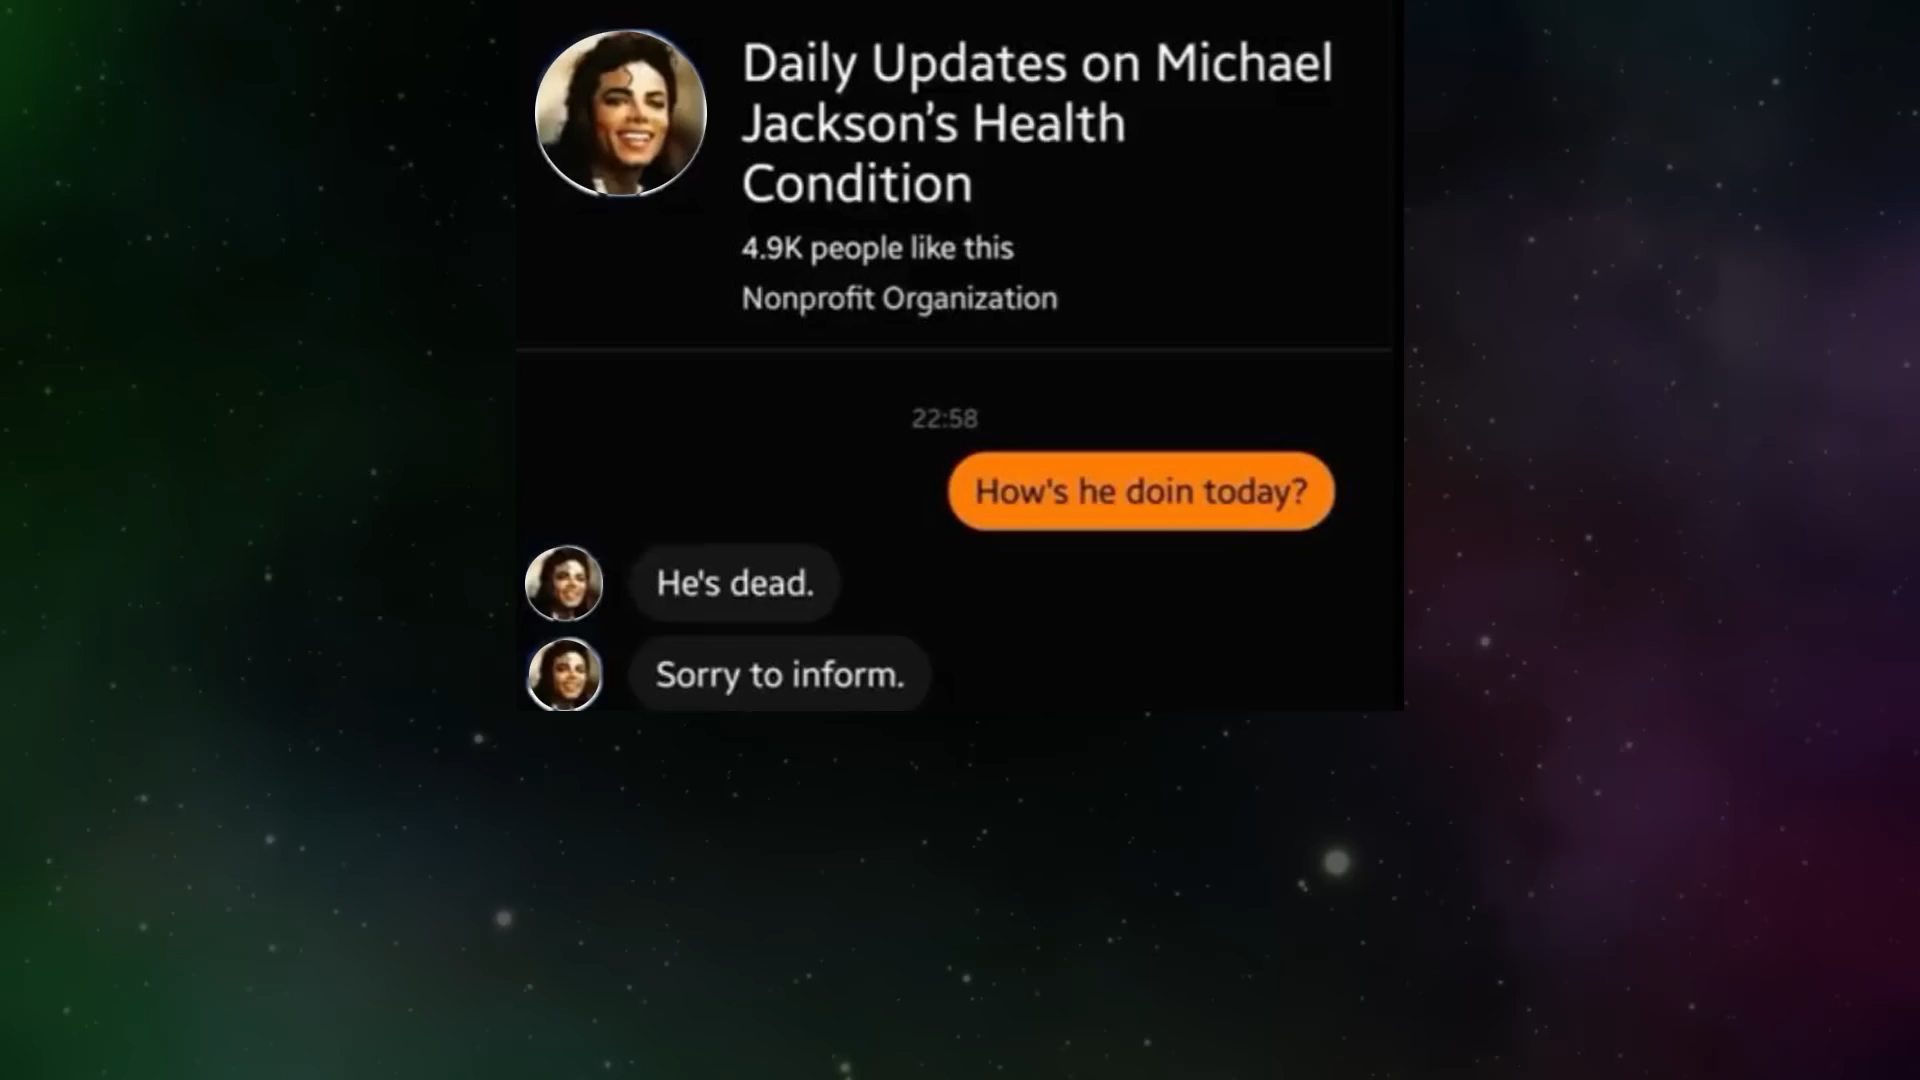 Daily Updates on Michael
Jackson’s Health
Condition
4.9K people like this
Nonprofit Organization
22:58
How's he doin today?
He's dead.
Sorry to inform.